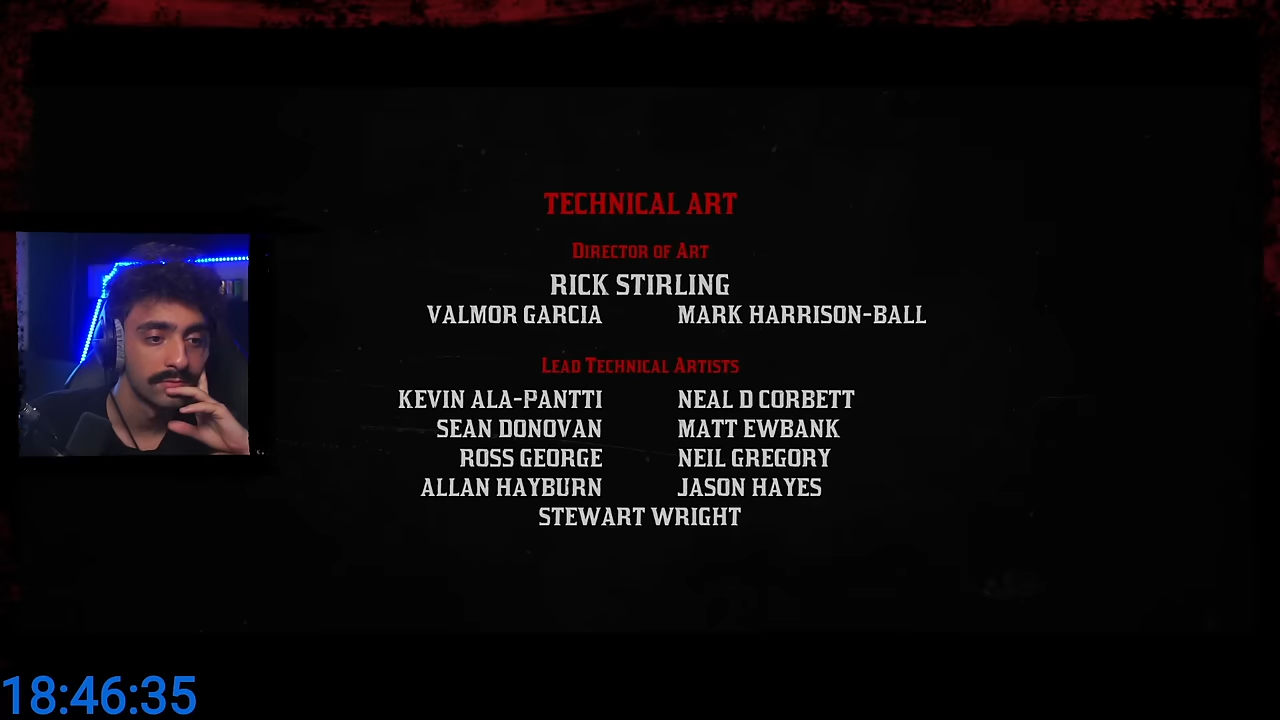 TECHNICAL ART
DIRECTOR OF ART
RICK STIRLING
VALMOR GARCIA MARK HARRISON-BALL
LEAD TECHNICAL ARTISTS
KEVIN ALA-PANTTI NEAL D CORBETT
SEAN DONOVAN MATT EWBANK
ROSS GEORGE NEIL GREGORY
ALLAN HAYBURN JASON HAYES
STEWART WRIGHT
18:46:35